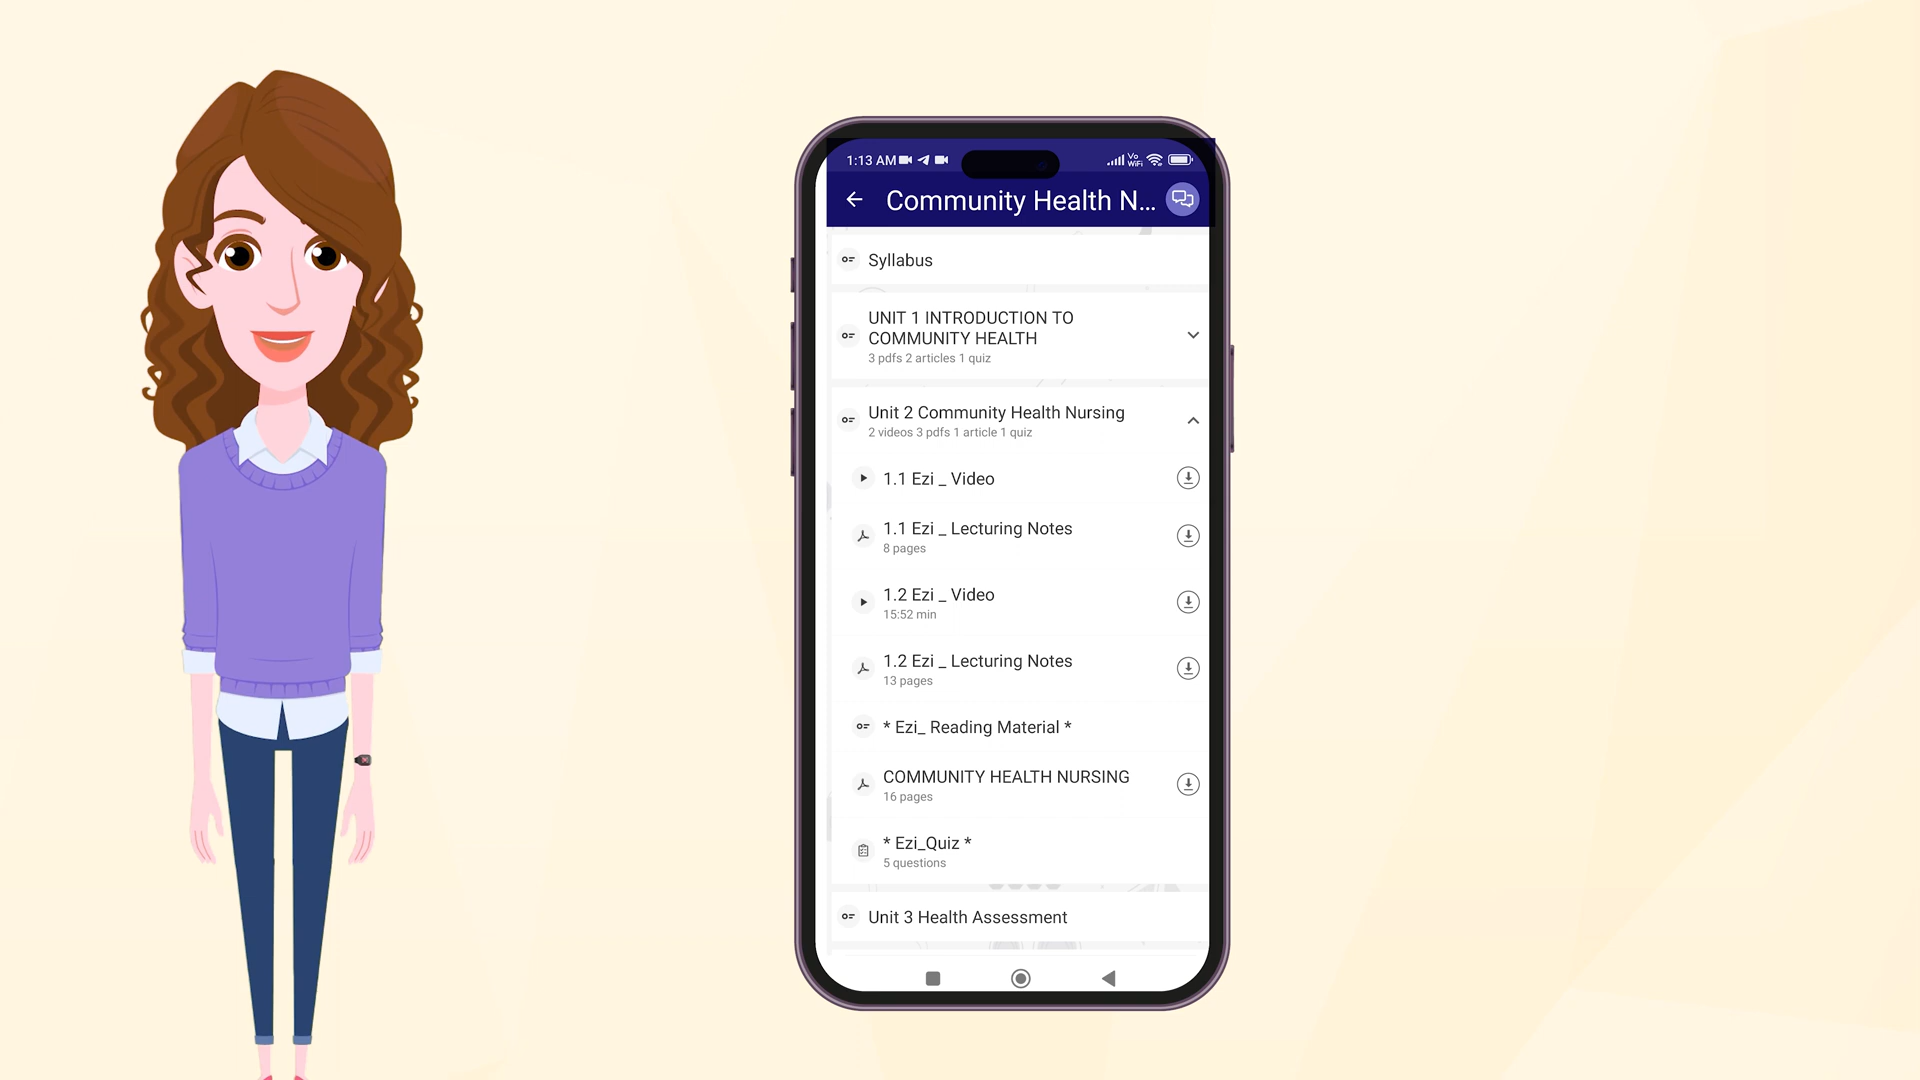 1:13 AM
Vo
WiFi
Community Health N...
Syllabus
UNIT 1 INTRODUCTION TO
COMMUNITY HEALTH
3 pdfs 2 articles 1 quiz
Unit 2 Community Health Nursing
2 videos 3 pdfs 1 article 1 quiz
1.1 Ezi _ Video
1.1 Ezi _ Lecturing Notes
8 pages
1.2 Ezi _ Video
15:52 min
1.2 Ezi _ Lecturing Notes
13 pages
* Ezi_ Reading Material *
COMMUNITY HEALTH NURSING
16 pages
* Ezi_Quiz *
5 questions
Unit 3 Health Assessment